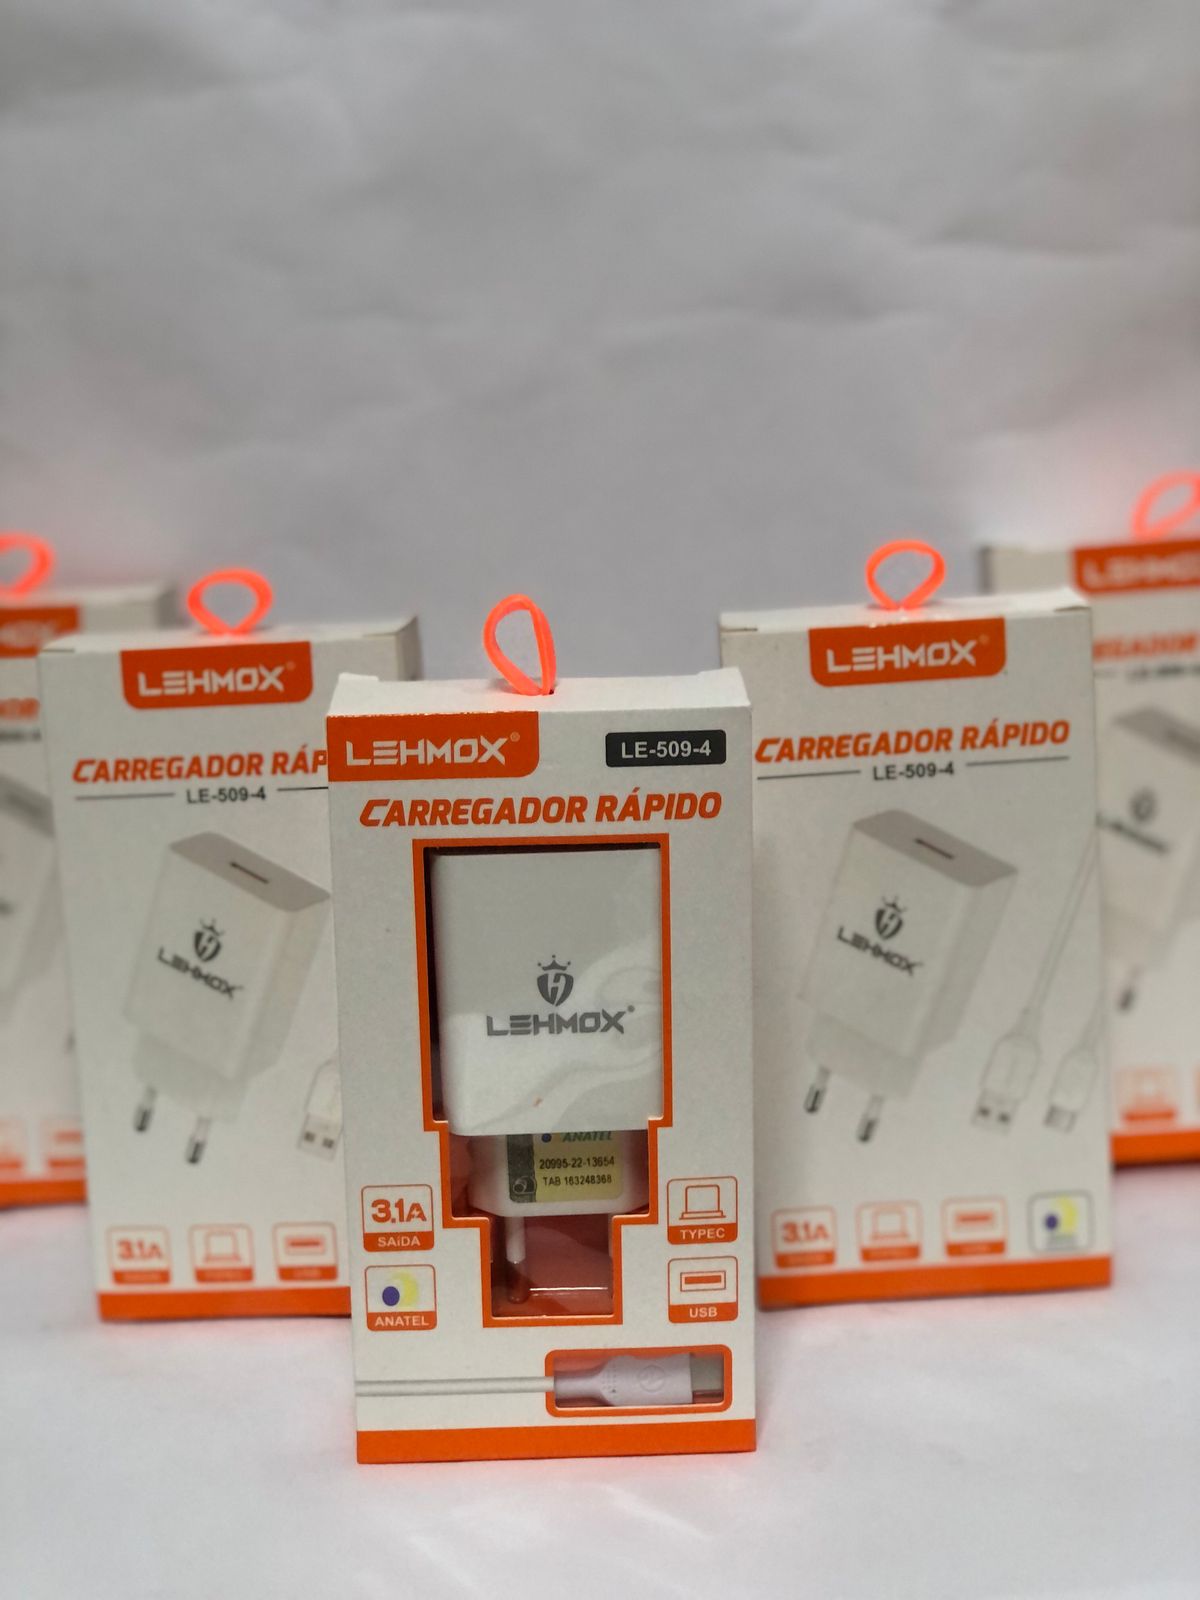 LEHMOX®
LE-509-4
CARREGADOR RÁPIDO
LEHMOX®
ANATEL
20995-22-13654
TAB 163248368
3.1A
SAÍDA
TYPEC
ANATEL
USB
LEHMOX®
CARREGADOR RÁP
LE-509-4
LEHMOX
3.1A
LEHMOX®
CARREGADOR RÁPIDO
LE-509-4
LEHMOX
3.1A